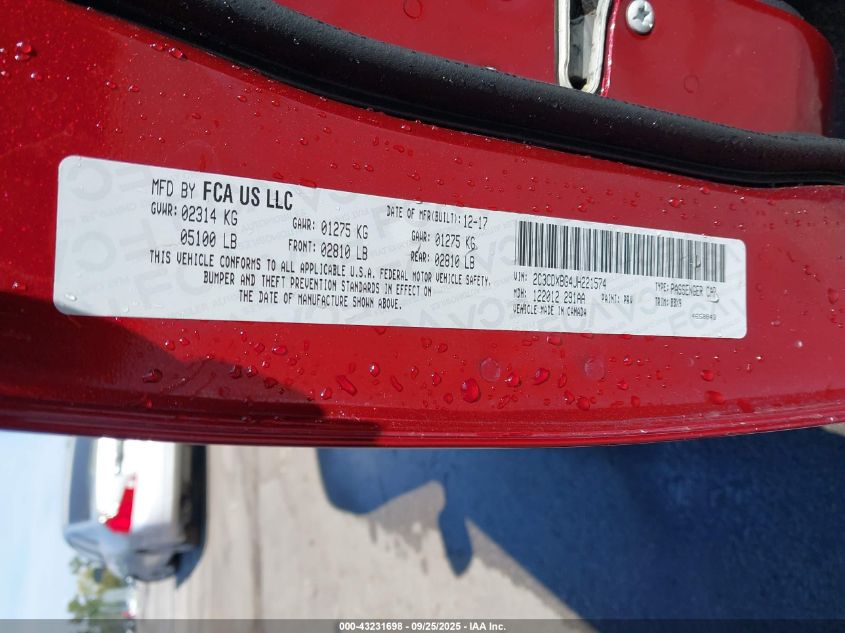 MFD BY FCA US LLC
GVWR: 02314 KG
05100 LB
GAWR: 01275 KG
FRONT: 02810 LB
DATE OF MFR(BUILT): 12-17
GAWR: 01275 KG
REAR: 02810 LB
THIS VEHICLE CONFORMS TO ALL APPLICABLE U.S.A. FEDERAL MOTOR VEHICLE SAFETY,
BUMPER AND THEFT PREVENTION STANDARDS IN EFFECT ON
THE DATE OF MANUFACTURE SHOWN ABOVE.
VIN: 2C3CDXBG4JH221574
TYPE: PASSENGER CAR
MDH: 122012 291AA
PAINT: PRV
TRIM:
VEHICLE MADE IN CANADA
000-43231698 - 09/25/2025 - IAA Inc.